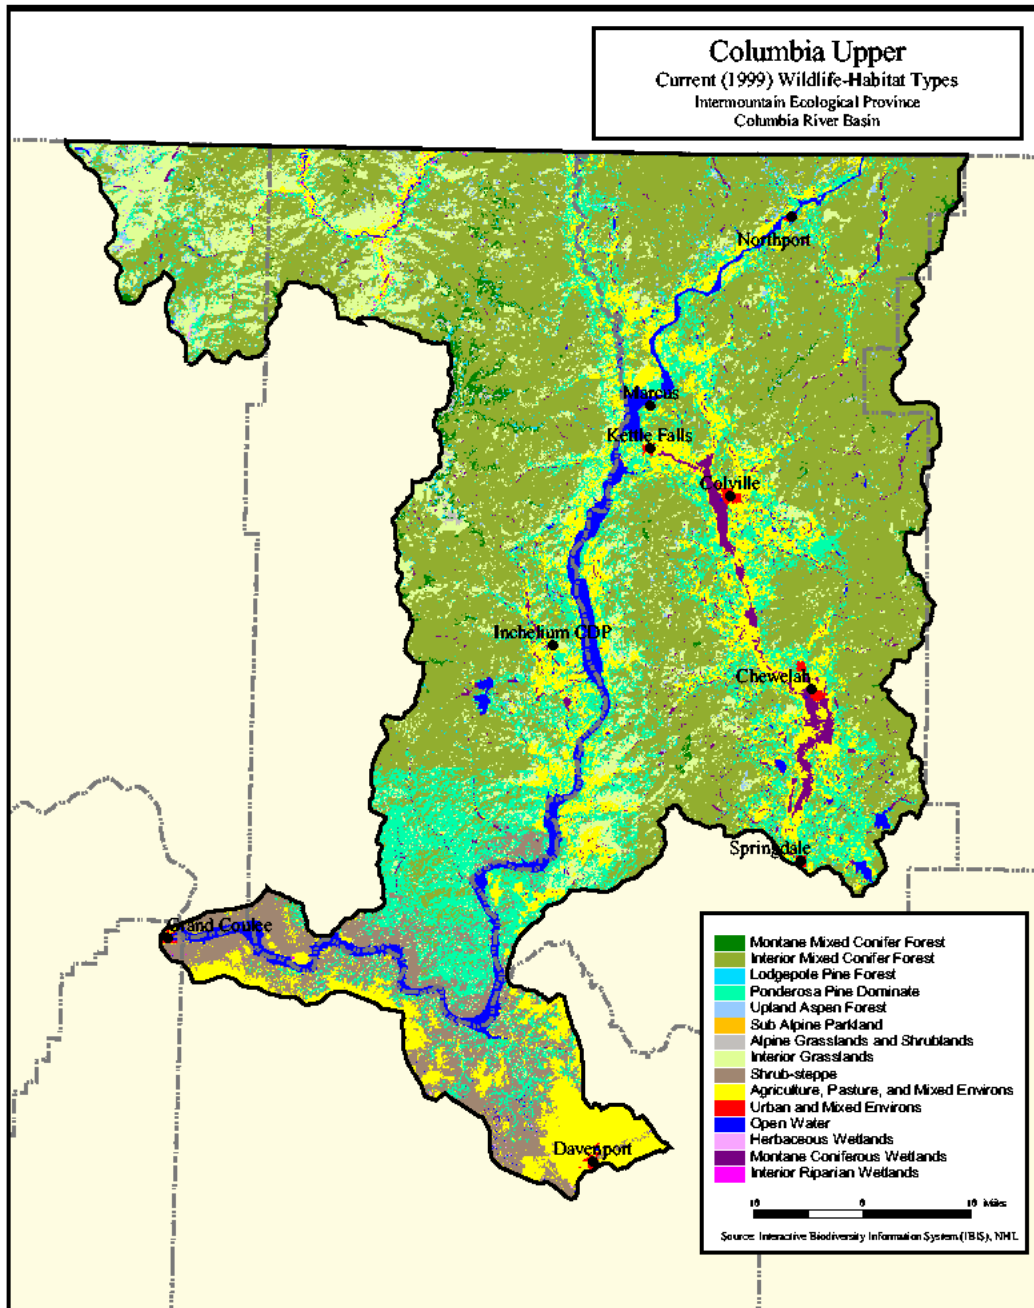 Columbia Upper
Current (1999) Wildlife-Habitat Types
Intermountain Ecological Province
Columbia River Basin
Northport
Marcus
Kettle Falls
Colville
Inchelium CDP
Chewelah
Springdale
Grand Coulee
Davenport
Montane Mixed Conifer Forest
Interior Mixed Conifer Forest
Lodgepole Pine Forest
Ponderosa Pine Dominate
Upland Aspen Forest
Sub Alpine Parkland
Alpine Grasslands and Shrublands
Interior Grasslands
Shrub-steppe
Agriculture, Pasture, and Mixed Environs
Urban and Mixed Environs
Open Water
Herbaceous Wetlands
Montane Coniferous Wetlands
Interior Riparian Wetlands
10 0 10 Miles
Source: Interactive Biodiversity Information System (IBIS), NHI.